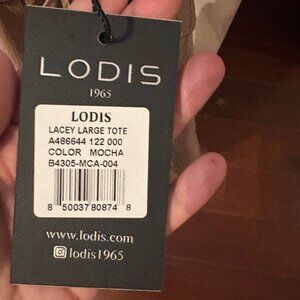 LODIS
1965
LODIS
LACEY LARGE TOTE
A486644 122 000
COLOR MOCHA
B4305-MCA-004
8 50037 80874 8
www.lodis.com
lodis1965